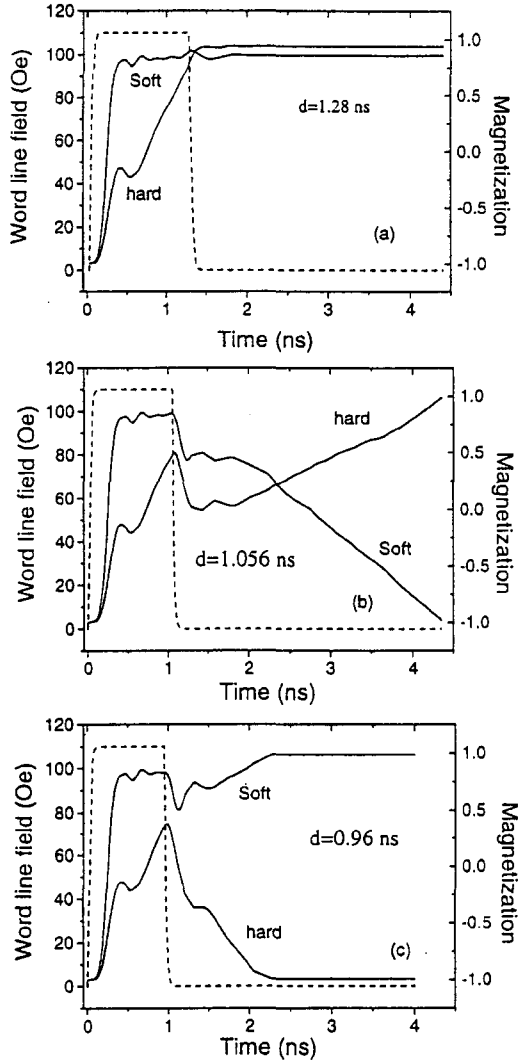 120
100
80
60
40
20
0
Word line field (Oe)
1.0
0.5
0.0
-0.5
-1.0
Magnetization
Soft
hard
d=1.28 ns
(a)
0 1 2 3 4
Time (ns)
120
100
80
60
40
20
0
Word line field (Oe)
1.0
0.5
0.0
-0.5
-1.0
Magnetization
hard
Soft
d=1.056 ns
(b)
0 1 2 3 4
Time (ns)
120
100
80
60
40
20
0
Word line field (Oe)
1.0
0.5
0.0
-0.5
-1.0
Magnetization
Soft
d=0.96 ns
hard
(c)
0 1 2 3 4
Time (ns)